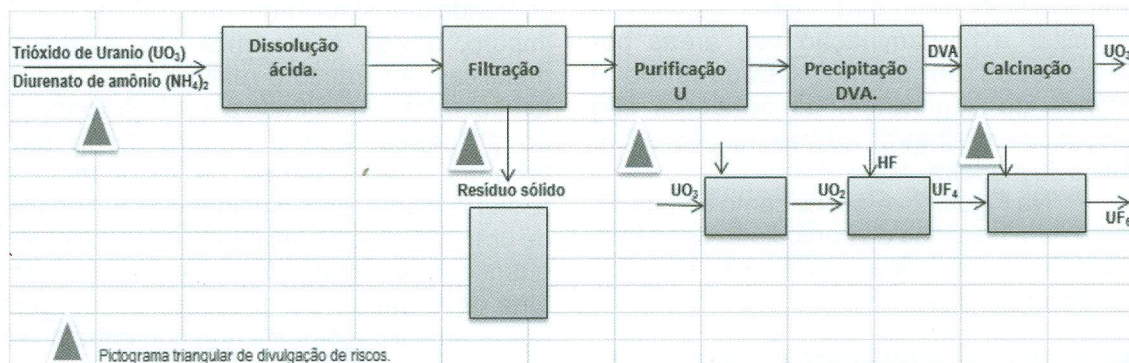 Trióxido de Uranio (UO₃)
Diurenato de amônio (NH₄)₂
Dissolução
ácida.
Filtração
Purificação
U
Precipitação
DVA.
DVA
Calcinação
UO₃
Resíduo sólido
UO₃
UO₂
HF
UF₄
UF₆
Pictograma triangular de divulgação de riscos.